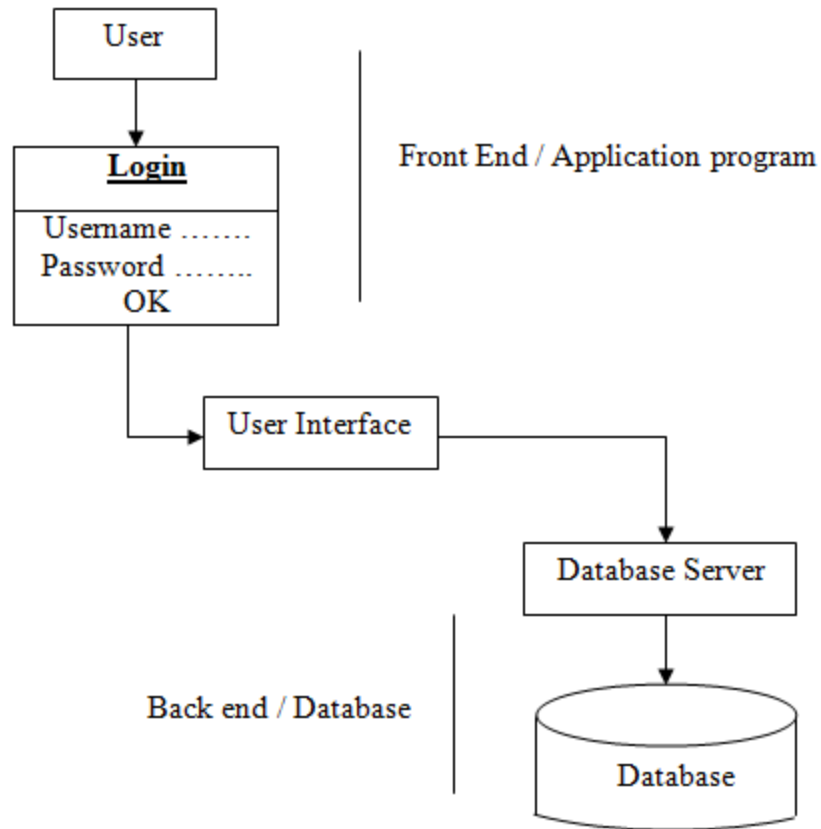 User
Login
Front End / Application program
Username .......
Password ........
OK
User Interface
Database Server
Back end / Database
Database